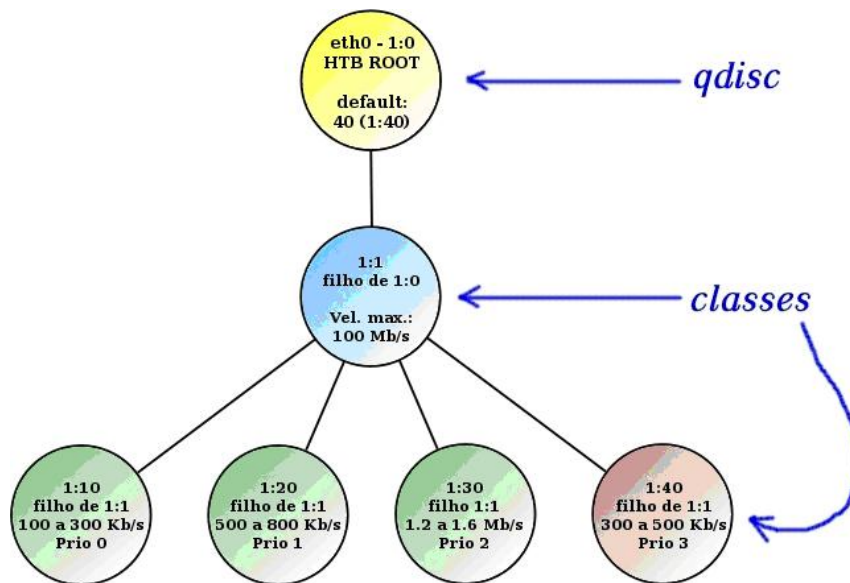 eth0 - 1:0
HTB ROOT
default:
40 (1:40)
qdisc
1:1
filho de 1:0
Vel. max.:
100 Mb/s
classes
1:10
filho de 1:1
100 a 300 Kb/s
Prio 0
1:20
filho de 1:1
500 a 800 Kb/s
Prio 1
1:30
filho 1:1
1.2 a 1.6 Mb/s
Prio 2
1:40
filho de 1:1
300 a 500 Kb/s
Prio 3